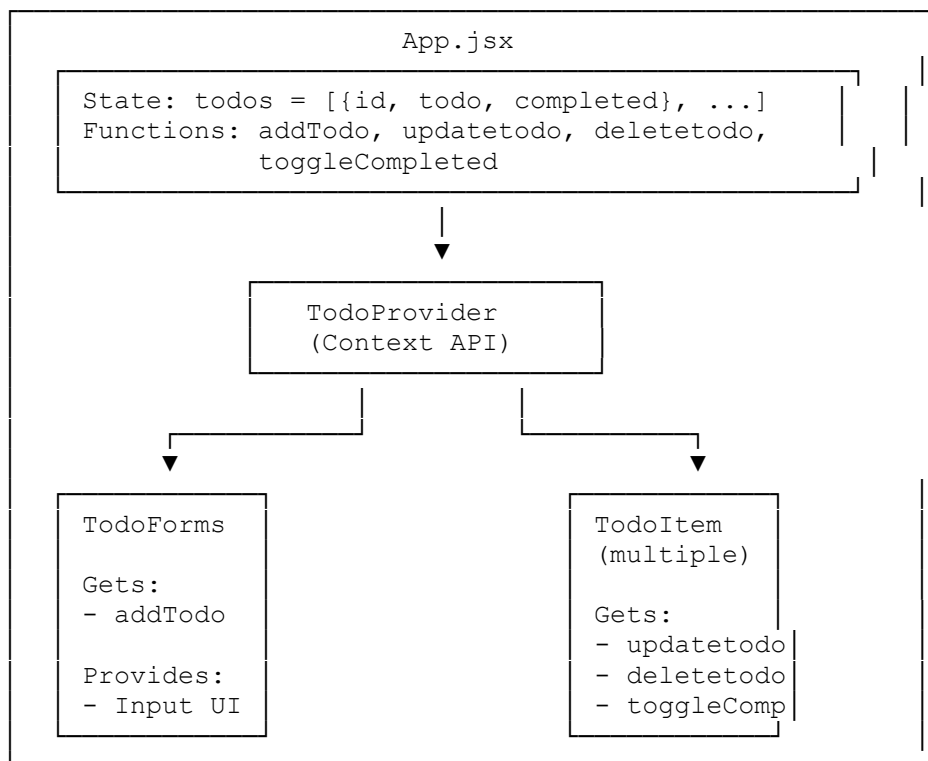 App.jsx
State: todos = [{id, todo, completed}, ...]
Functions: addTodo, updatetodo, deletetodo,
toggleCompleted
TodoProvider
(Context API)
TodoForms
Gets:
- addTodo
Provides:
- Input UI
TodoItem
(multiple)
Gets:
- updatetodo
- deletetodo
- toggleComp